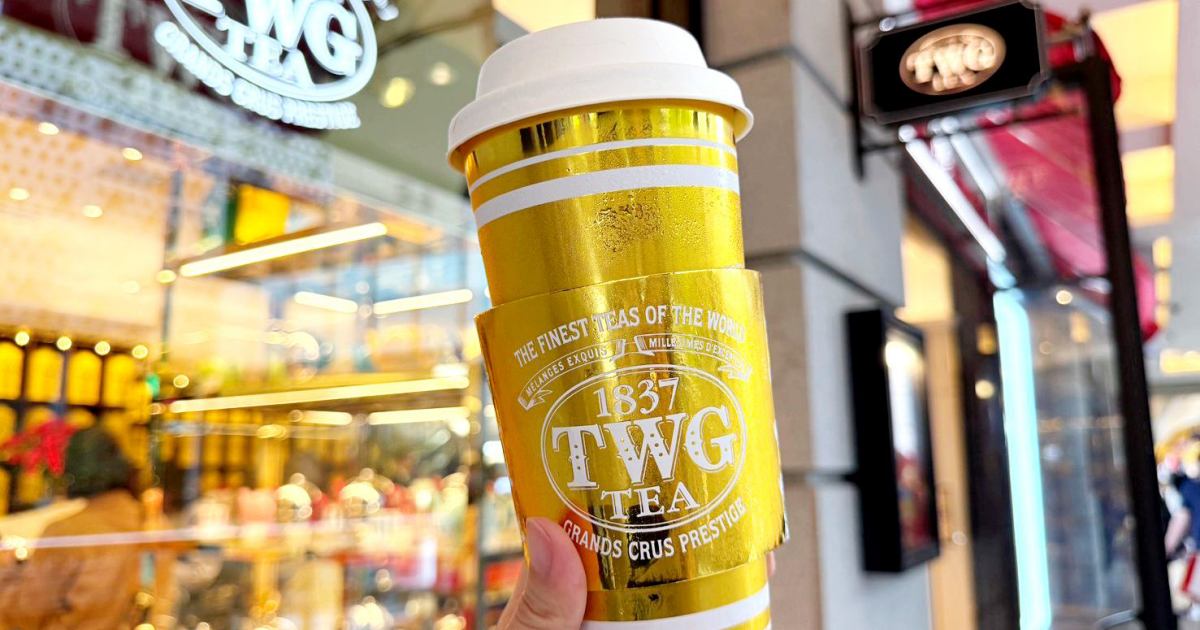 TWG
TEA
GRANDS CRUS PRESTIGE
TWG
THE FINEST TEAS OF THE WORLD
MÉLANGES EXQUIS
MILLÉSIMES D'EXCEPTION
1837
TWG
TEA
GRANDS CRUS PRESTIGE